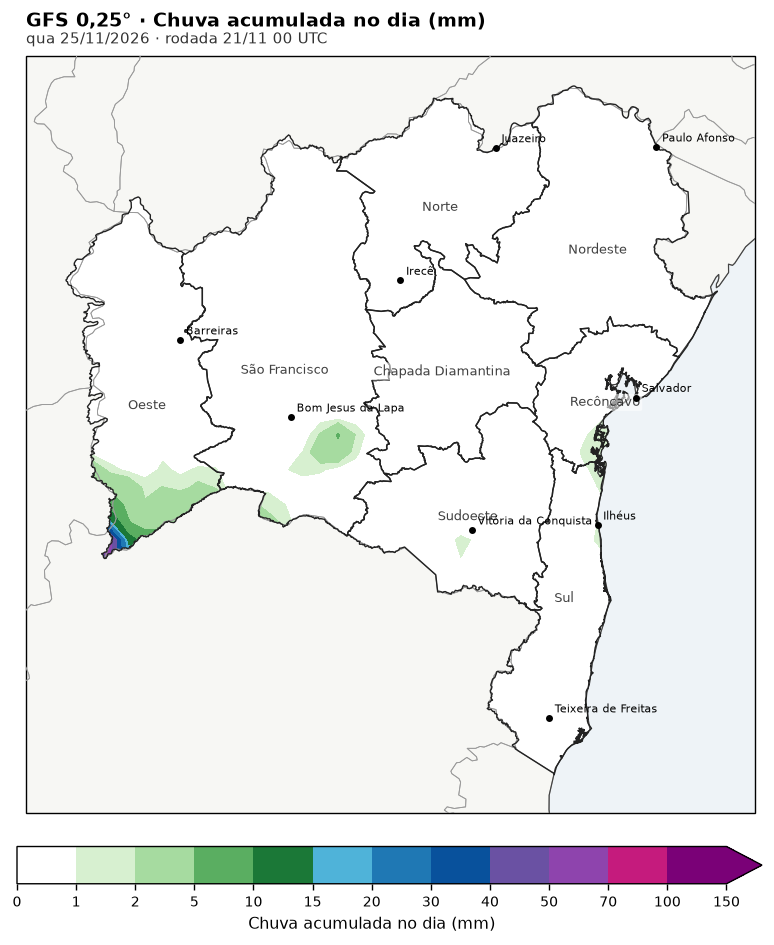 GFS 0,25° · Chuva acumulada no dia (mm)
qua 25/11/2026 · rodada 21/11 00 UTC
Juazeiro
Paulo Afonso
Norte
Nordeste
Irecê
Barreiras
São Francisco
Chapada Diamantina
Salvador
Oeste
Bom Jesus da Lapa
Recôncavo
Sudoeste
Vitória da Conquista
Ilhéus
Sul
Teixeira de Freitas
0 1 2 5 10 15 20 30 40 50 70 100 150
Chuva acumulada no dia (mm)